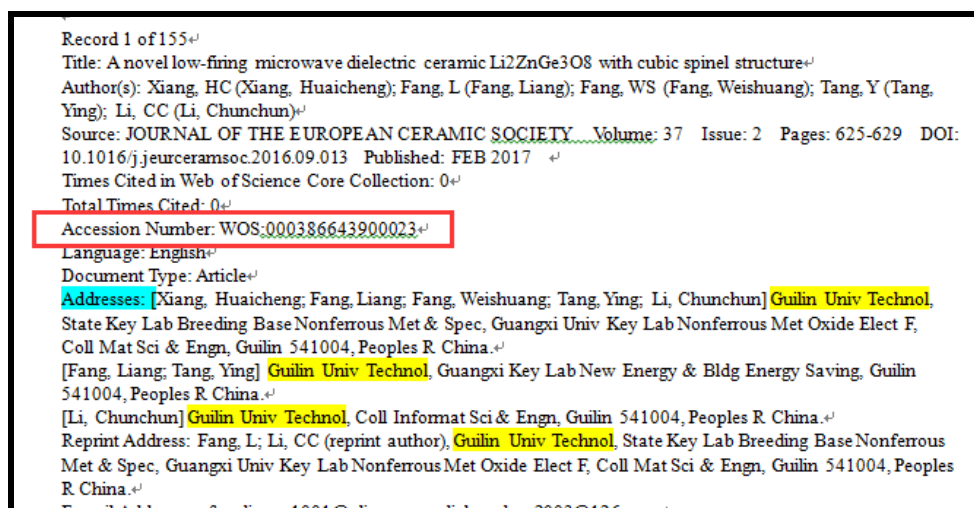 Record 1 of 155
Title: A novel low-firing microwave dielectric ceramic Li2ZnGe3O8 with cubic spinel structure
Author(s): Xiang, HC (Xiang, Huaicheng); Fang, L (Fang, Liang); Fang, WS (Fang, Weishuang); Tang, Y (Tang,
Ying); Li, CC (Li, Chunchun)
Source: JOURNAL OF THE EUROPEAN CERAMIC SOCIETY Volume: 37 Issue: 2 Pages: 625-629 DOI:
10.1016/j.jeurceramsoc.2016.09.013 Published: FEB 2017
Times Cited in Web of Science Core Collection: 0
Total Times Cited: 0
Accession Number: WOS:000386643900023
Language: English
Document Type: Article
Addresses: [Xiang, Huaicheng; Fang, Liang; Fang, Weishuang; Tang, Ying; Li, Chunchun] Guilin Univ Technol,
State Key Lab Breeding Base Nonferrous Met & Spec, Guangxi Univ Key Lab Nonferrous Met Oxide Elect F,
Coll Mat Sci & Engn, Guilin 541004, Peoples R China.
[Fang, Liang; Tang, Ying] Guilin Univ Technol, Guangxi Key Lab New Energy & Bldg Energy Saving, Guilin
541004, Peoples R China.
[Li, Chunchun] Guilin Univ Technol, Coll Informat Sci & Engn, Guilin 541004, Peoples R China.
Reprint Address: Fang, L; Li, CC (reprint author), Guilin Univ Technol, State Key Lab Breeding Base Nonferrous
Met & Spec, Guangxi Univ Key Lab Nonferrous Met Oxide Elect F, Coll Mat Sci & Engn, Guilin 541004, Peoples
R China.